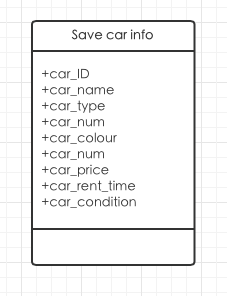 Save car info
+car_ID
+car_name
+car_type
+car_num
+car_colour
+car_num
+car_price
+car_rent_time
+car_condition